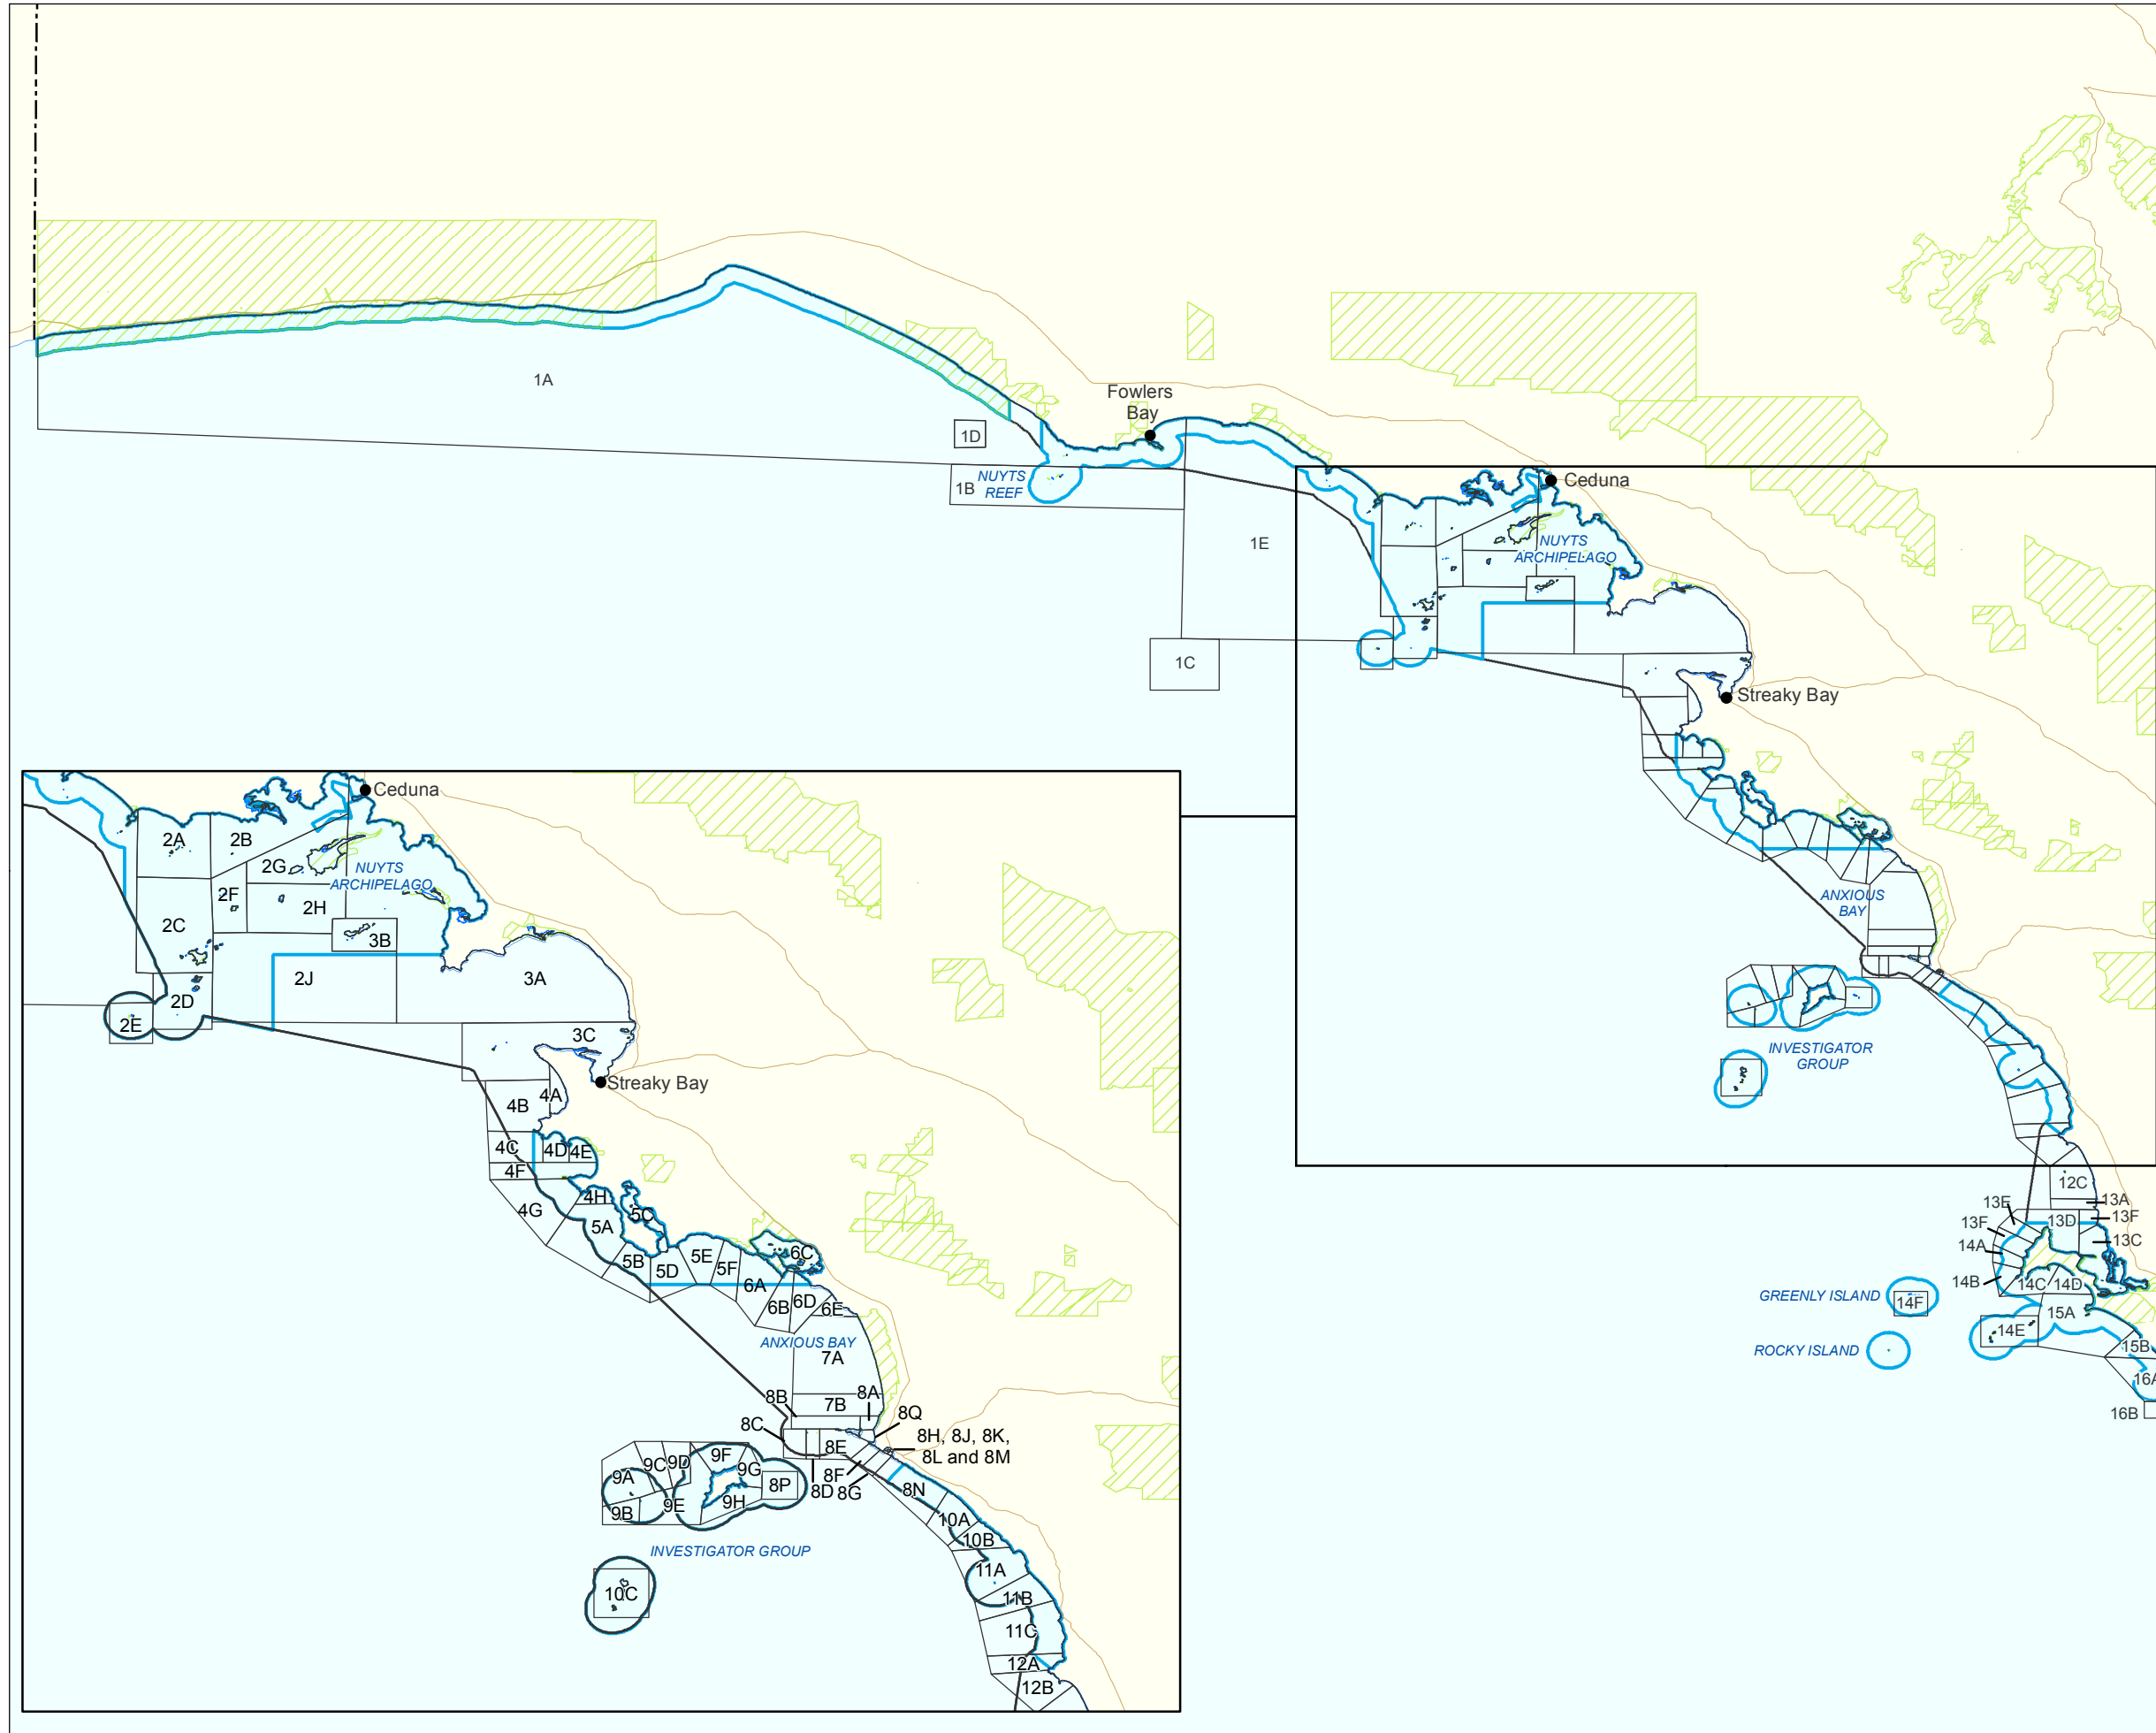 1A
Fowlers
Bay
1D
1B
NUYTS
REEF
1E
1C
Ceduna
NUYTS
ARCHIPELAGO
Streaky Bay
ANXIOUS
BAY
INVESTIGATOR
GROUP
12C
13A
13E
13F
13D
13F
13C
14A
14B
14C
14D
GREENLY ISLAND
14F
15A
14E
ROCKY ISLAND
15B
16A
16B
Ceduna
2A
2B
2G
NUYTS
ARCHIPELAGO
2F
2H
2C
3B
2J
3A
2D
2E
3C
Streaky Bay
4A
4B
4C
4D
4E
4F
4H
4G
5A
5C
5B
5D
5E
5F
6C
6A
6B
6D
6E
ANXIOUS BAY
7A
8B
8A
7B
8Q
8C
8E
8H, 8J, 8K,
8L and 8M
9A
9C
9D
9F
9G
8P
8F
8D
8G
8N
9B
9E
9H
10A
10B
INVESTIGATOR GROUP
11A
10C
11B
11C
12A
12B